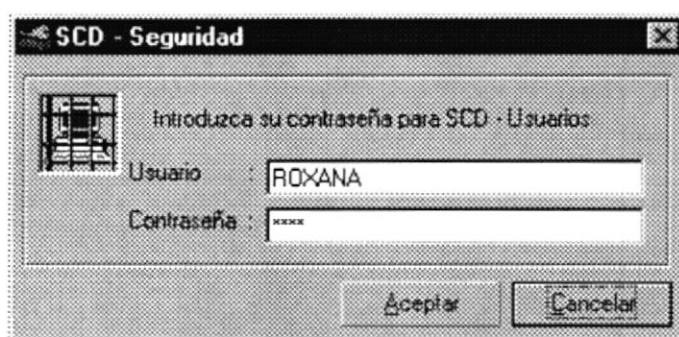 SCD - Seguridad
Introduzca su contraseña para SCD - Usuarios
Usuario : ROXANA
Contraseña : ****
Aceptar Cancelar